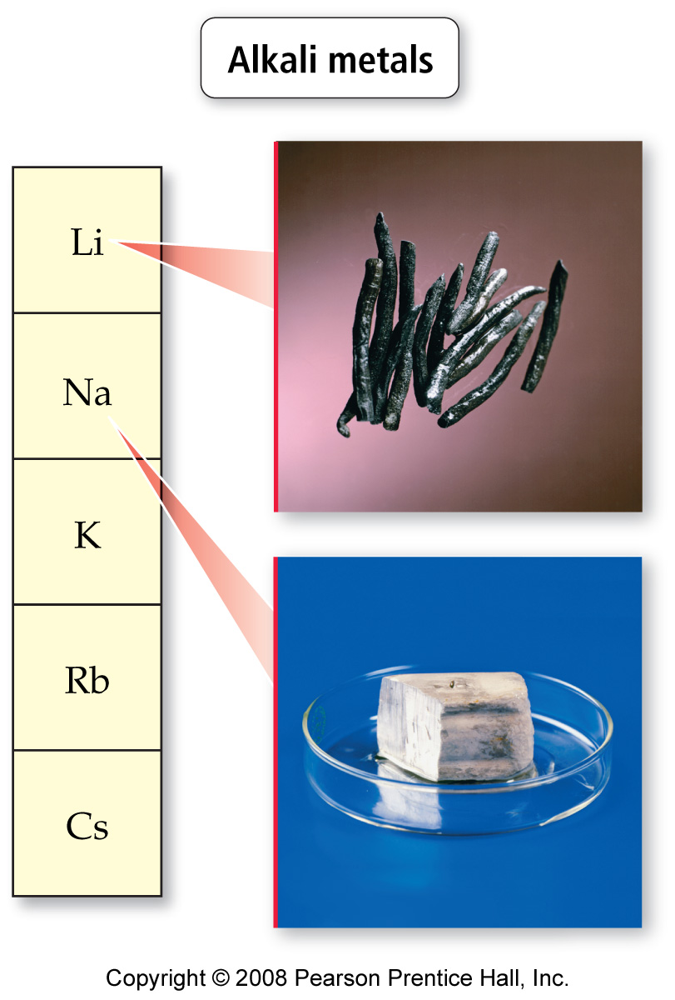 Alkali metals
Li
Na
K
Rb
Cs
Copyright © 2008 Pearson Prentice Hall, Inc.